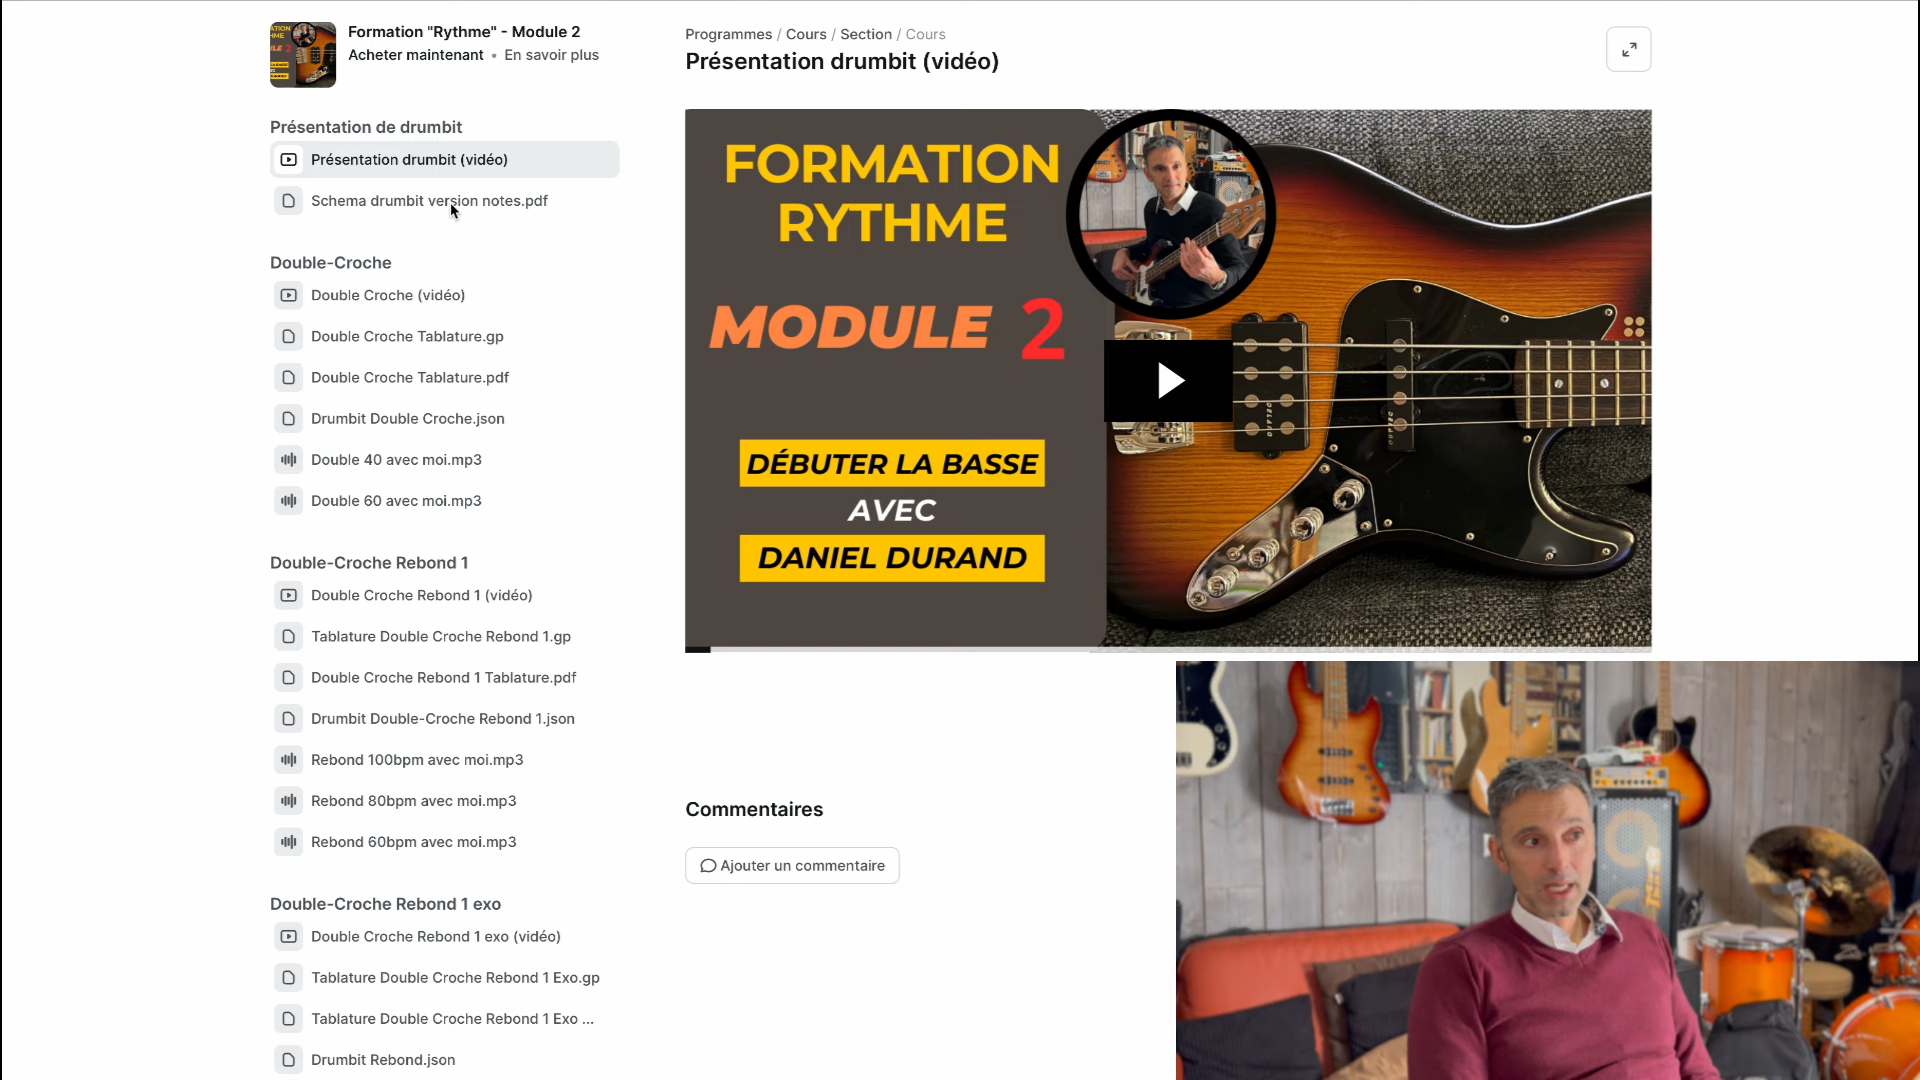 Formation "Rythme" - Module 2
Acheter maintenant • En savoir plus
Présentation de drumbit
Présentation drumbit (vidéo)
Schema drumbit version notes.pdf
Double-Croche
Double Croche (vidéo)
Double Croche Tablature.gp
Double Croche Tablature.pdf
Drumbit Double Croche.json
Double 40 avec moi.mp3
Double 60 avec moi.mp3
Double-Croche Rebond 1
Double Croche Rebond 1 (vidéo)
Tablature Double Croche Rebond 1.gp
Double Croche Rebond 1 Tablature.pdf
Drumbit Double-Croche Rebond 1.json
Rebond 100bpm avec moi.mp3
Rebond 80bpm avec moi.mp3
Rebond 60bpm avec moi.mp3
Double-Croche Rebond 1 exo
Double Croche Rebond 1 exo (vidéo)
Tablature Double Croche Rebond 1 Exo.gp
Tablature Double Croche Rebond 1 Exo ...
Drumbit Rebond.json
Programmes / Cours / Section / Cours
Présentation drumbit (vidéo)
FORMATION
RYTHME
MODULE 2
DÉBUTER LA BASSE
AVEC
DANIEL DURAND
Commentaires
Ajouter un commentaire